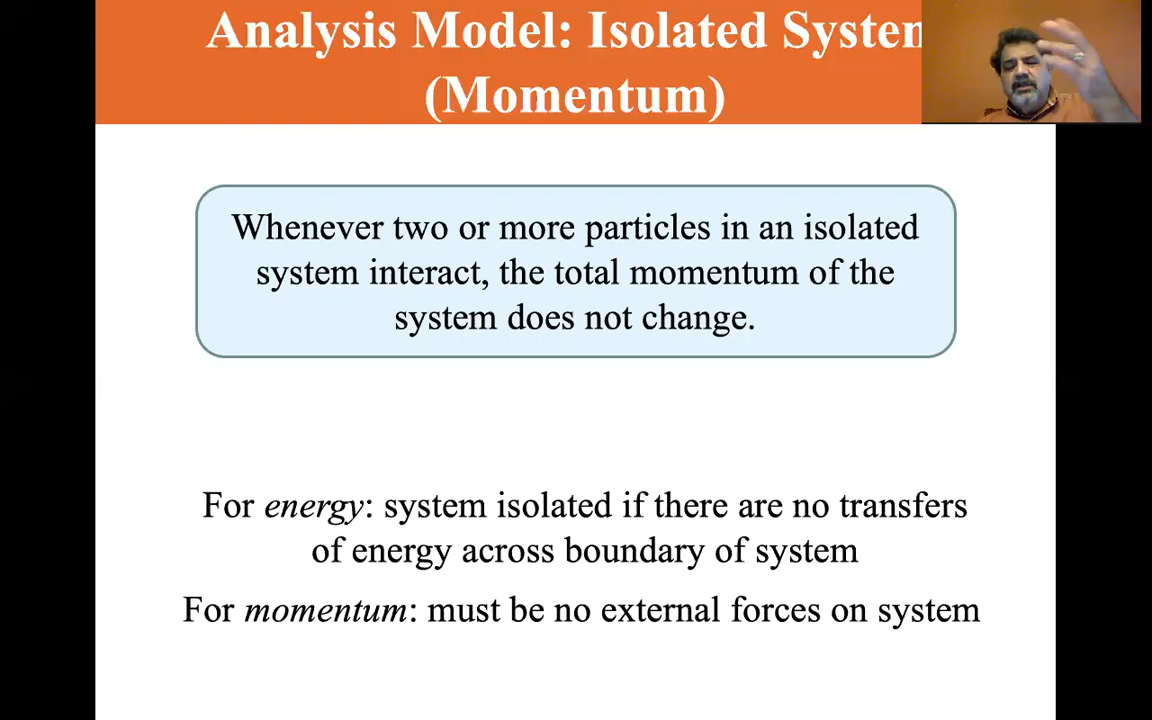 Analysis Model: Isolated System
(Momentum)
Whenever two or more particles in an isolated
system interact, the total momentum of the
system does not change.
For energy: system isolated if there are no transfers
of energy across boundary of system
For momentum: must be no external forces on system